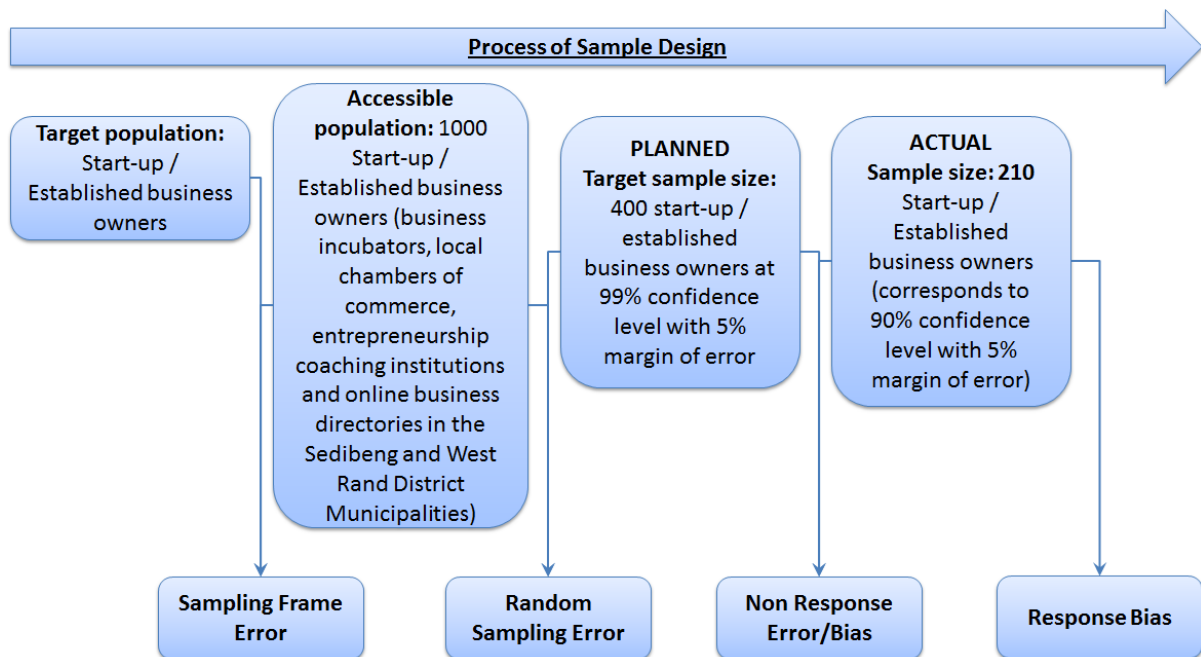 Process of Sample Design
Target population:
Start-up /
Established business
owners
Accessible
population: 1000
Start-up /
Established business
owners (business
incubators, local
chambers of
commerce,
entrepreneurship
coaching institutions
and online business
directories in the
Sedibeng and West
Rand District
Municipalities)
PLANNED
Target sample size:
400 start-up /
established
business owners at
99% confidence
level with 5%
margin of error
ACTUAL
Sample size: 210
Start-up /
Established
business owners
(corresponds to
90% confidence
level with 5%
margin of error)
Sampling Frame
Error
Random
Sampling Error
Non Response
Error/Bias
Response Bias